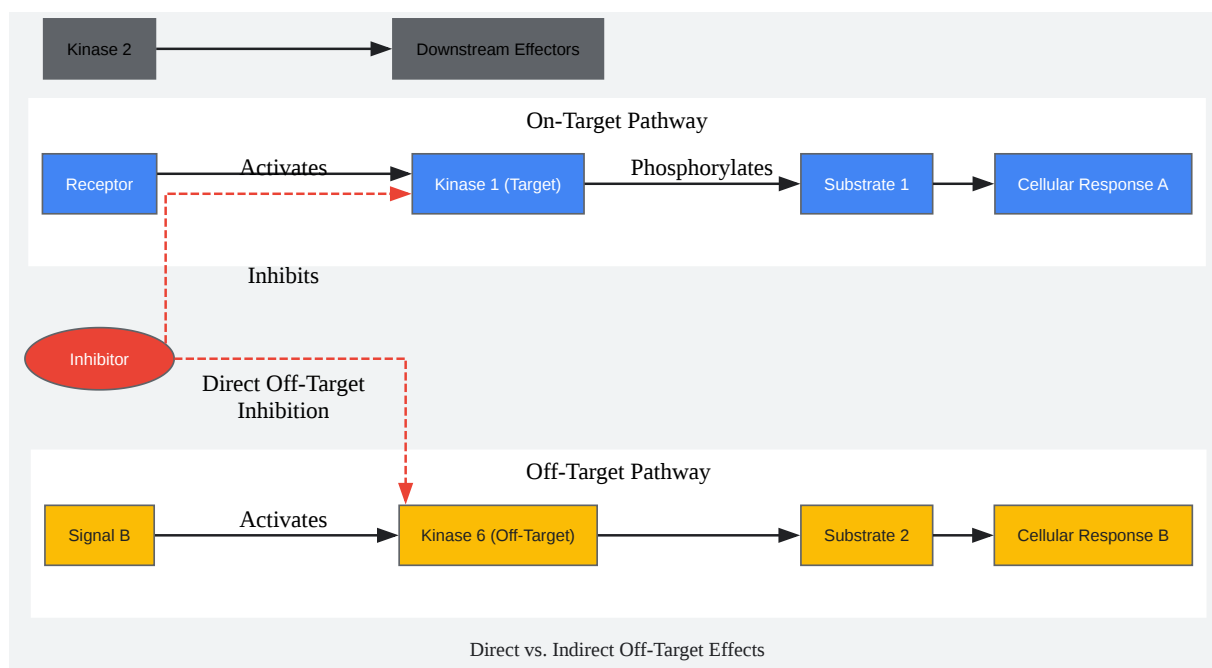 Kinase 2
Downstream Effectors
On-Target Pathway
Receptor
Activates
Kinase 1 (Target)
Phosphorylates
Substrate 1
Cellular Response A
Inhibits
Inhibitor
Direct Off-Target
Inhibition
Off-Target Pathway
Signal B
Activates
Kinase 6 (Off-Target)
Substrate 2
Cellular Response B
Direct vs. Indirect Off-Target Effects